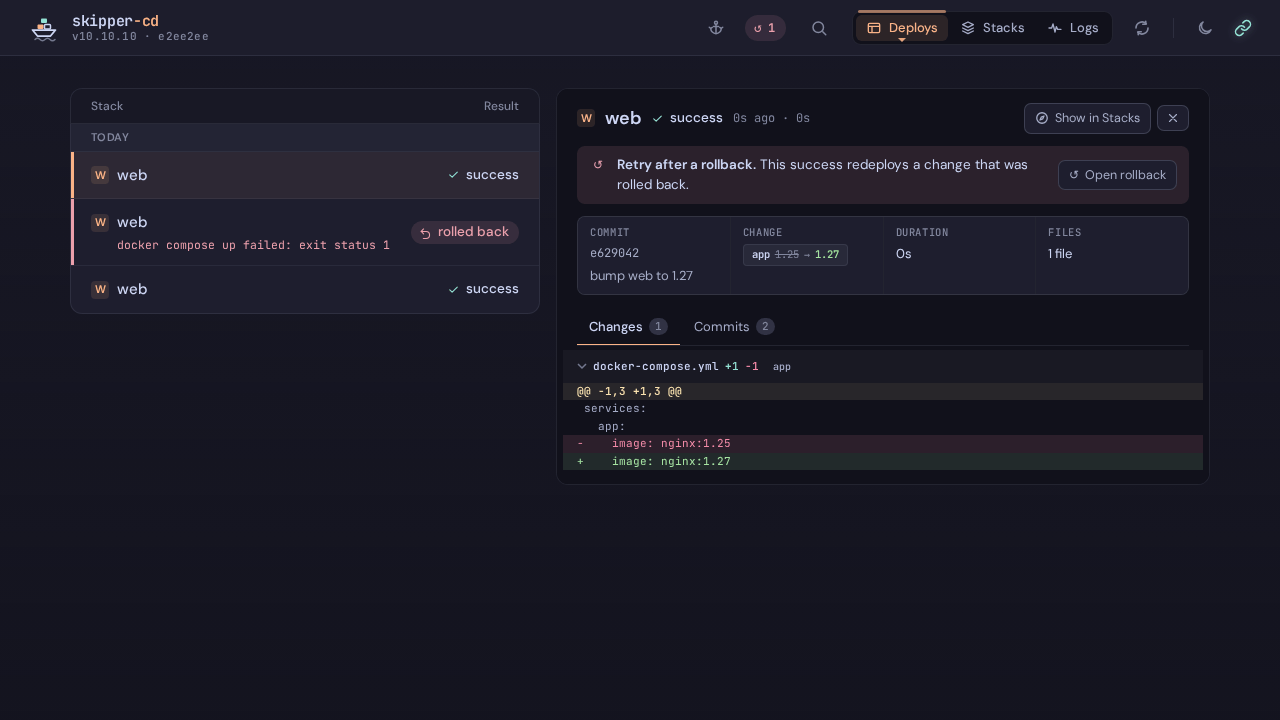 skipper-cd
v10.10.10 · e2ee2ee
↺ 1
Deploys
Stacks
Logs
Stack
Result
TODAY
W web
✓ success
W web
docker compose up failed: exit status 1
rolled back
W web
✓ success
W web ✓ success 0s ago · 0s
Show in Stacks
↺ Retry after a rollback. This success redeploys a change that was
rolled back.
↺ Open rollback
COMMIT
e629042
bump web to 1.27
CHANGE
app 1.25 → 1.27
DURATION
0s
FILES
1 file
Changes 1
Commits 2
docker-compose.yml +1 -1 app
@@ -1,3 +1,3 @@
services:
app:
- image: nginx:1.25
+ image: nginx:1.27